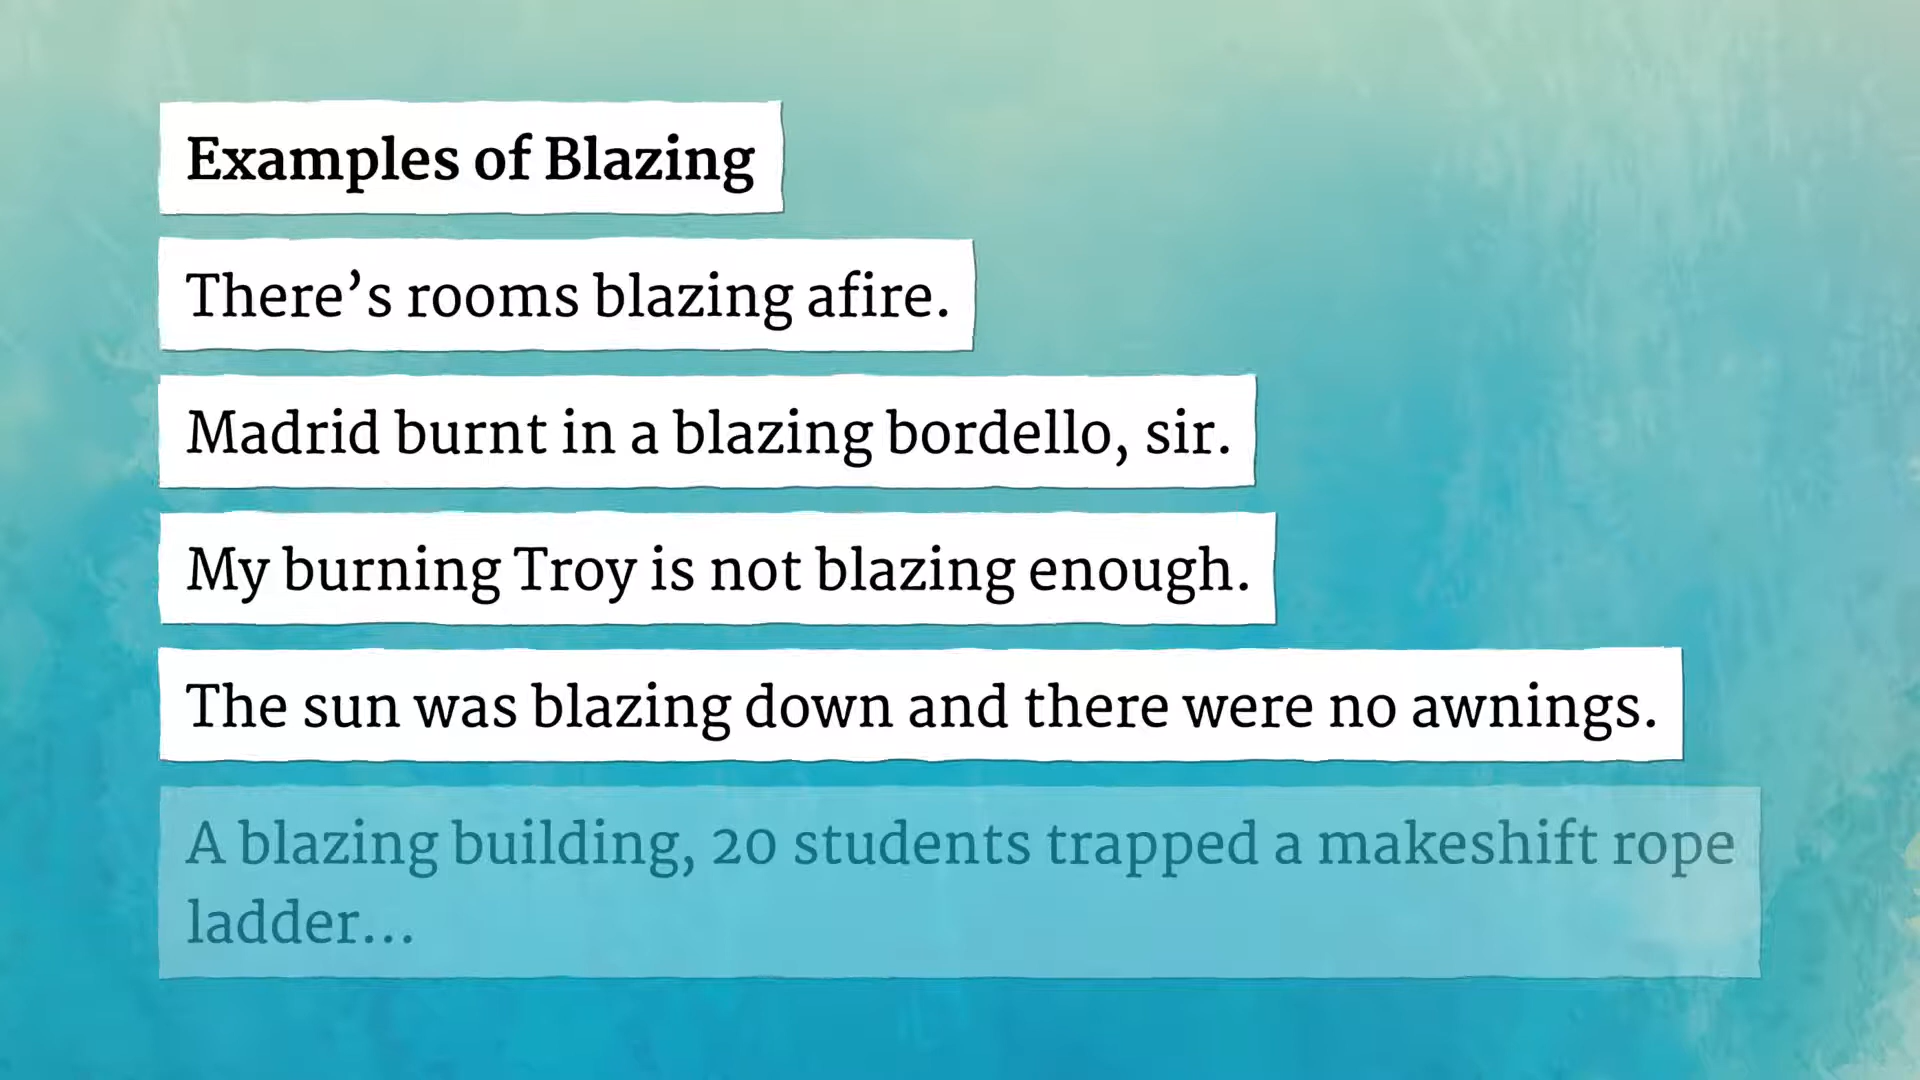 Examples of Blazing
There’s rooms blazing afire.
Madrid burnt in a blazing bordello, sir.
My burning Troy is not blazing enough.
The sun was blazing down and there were no awnings.
A blazing building, 20 students trapped a makeshift rope
ladder...